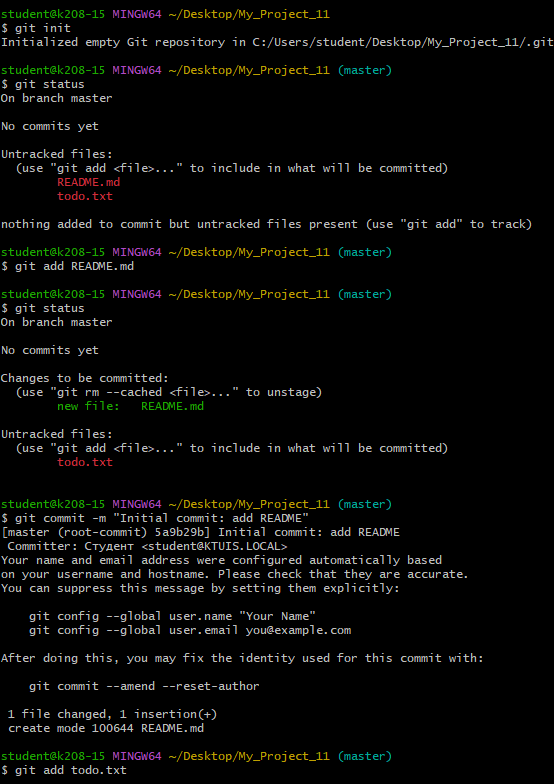 student@k208-15 MINGW64 ~/Desktop/My_Project_11
$ git init
Initialized empty Git repository in C:/Users/student/Desktop/My_Project_11/.git

student@k208-15 MINGW64 ~/Desktop/My_Project_11 (master)
$ git status
On branch master

No commits yet

Untracked files:
  (use "git add <file>..." to include in what will be committed)
        README.md
        todo.txt

nothing added to commit but untracked files present (use "git add" to track)

student@k208-15 MINGW64 ~/Desktop/My_Project_11 (master)
$ git add README.md

student@k208-15 MINGW64 ~/Desktop/My_Project_11 (master)
$ git status
On branch master

No commits yet

Changes to be committed:
  (use "git rm --cached <file>..." to unstage)
        new file:   README.md

Untracked files:
  (use "git add <file>..." to include in what will be committed)
        todo.txt


student@k208-15 MINGW64 ~/Desktop/My_Project_11 (master)
$ git commit -m "Initial commit: add README"
[master (root-commit) 5a9b29b] Initial commit: add README
 Committer: Студент <student@KTUIS.LOCAL>
Your name and email address were configured automatically based
on your username and hostname. Please check that they are accurate.
You can suppress this message by setting them explicitly:

    git config --global user.name "Your Name"
    git config --global user.email you@example.com

After doing this, you may fix the identity used for this commit with:

    git commit --amend --reset-author

 1 file changed, 1 insertion(+)
 create mode 100644 README.md

student@k208-15 MINGW64 ~/Desktop/My_Project_11 (master)
$ git add todo.txt